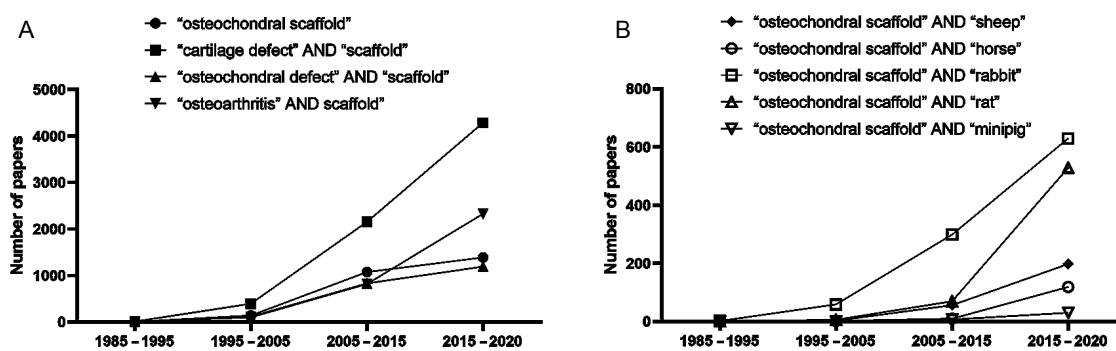 A
“osteochondral scaffold”
“cartilage defect” AND “scaffold”
“osteochondral defect” AND “scaffold”
“osteoarthritis” AND scaffold”
Number of papers
5000
4000
3000
2000
1000
0
1985 – 1995
1995 – 2005
2005 – 2015
2015 – 2020
B
“osteochondral scaffold” AND “sheep”
“osteochondral scaffold” AND “horse”
“osteochondral scaffold” AND “rabbit”
“osteochondral scaffold” AND “rat”
“osteochondral scaffold” AND “minipig”
Number of papers
800
600
400
200
0
1985 – 1995
1995 – 2005
2005 – 2015
2015 – 2020